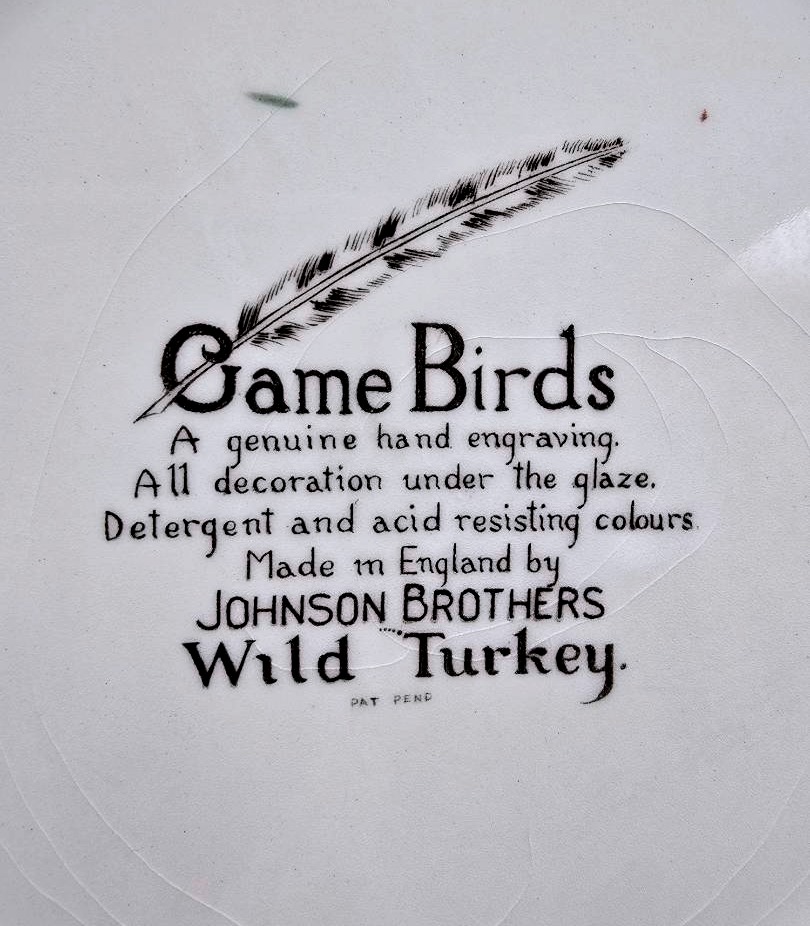 Game Birds
A genuine hand engraving.
All decoration under the glaze.
Detergent and acid resisting colours.
Made in England by
JOHNSON BROTHERS
Wild Turkey.
PAT PEND